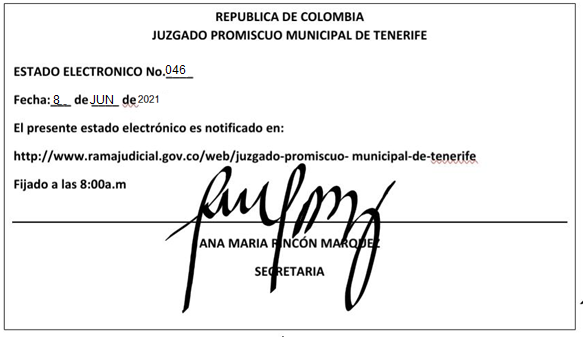 REPUBLICA DE COLOMBIA
JUZGADO PROMISCUO MUNICIPAL DE TENERIFE
ESTADO ELECTRONICO No. 046
Fecha: 8 de JUN de 2021
El presente estado electrónico es notificado en:
http://www.ramajudicial.gov.co/web/juzgado-promiscuo- municipal-de-tenerife
Fijado a las 8:00a.m
ANA MARIA RINCÓN MARQUEZ
SECRETARIA